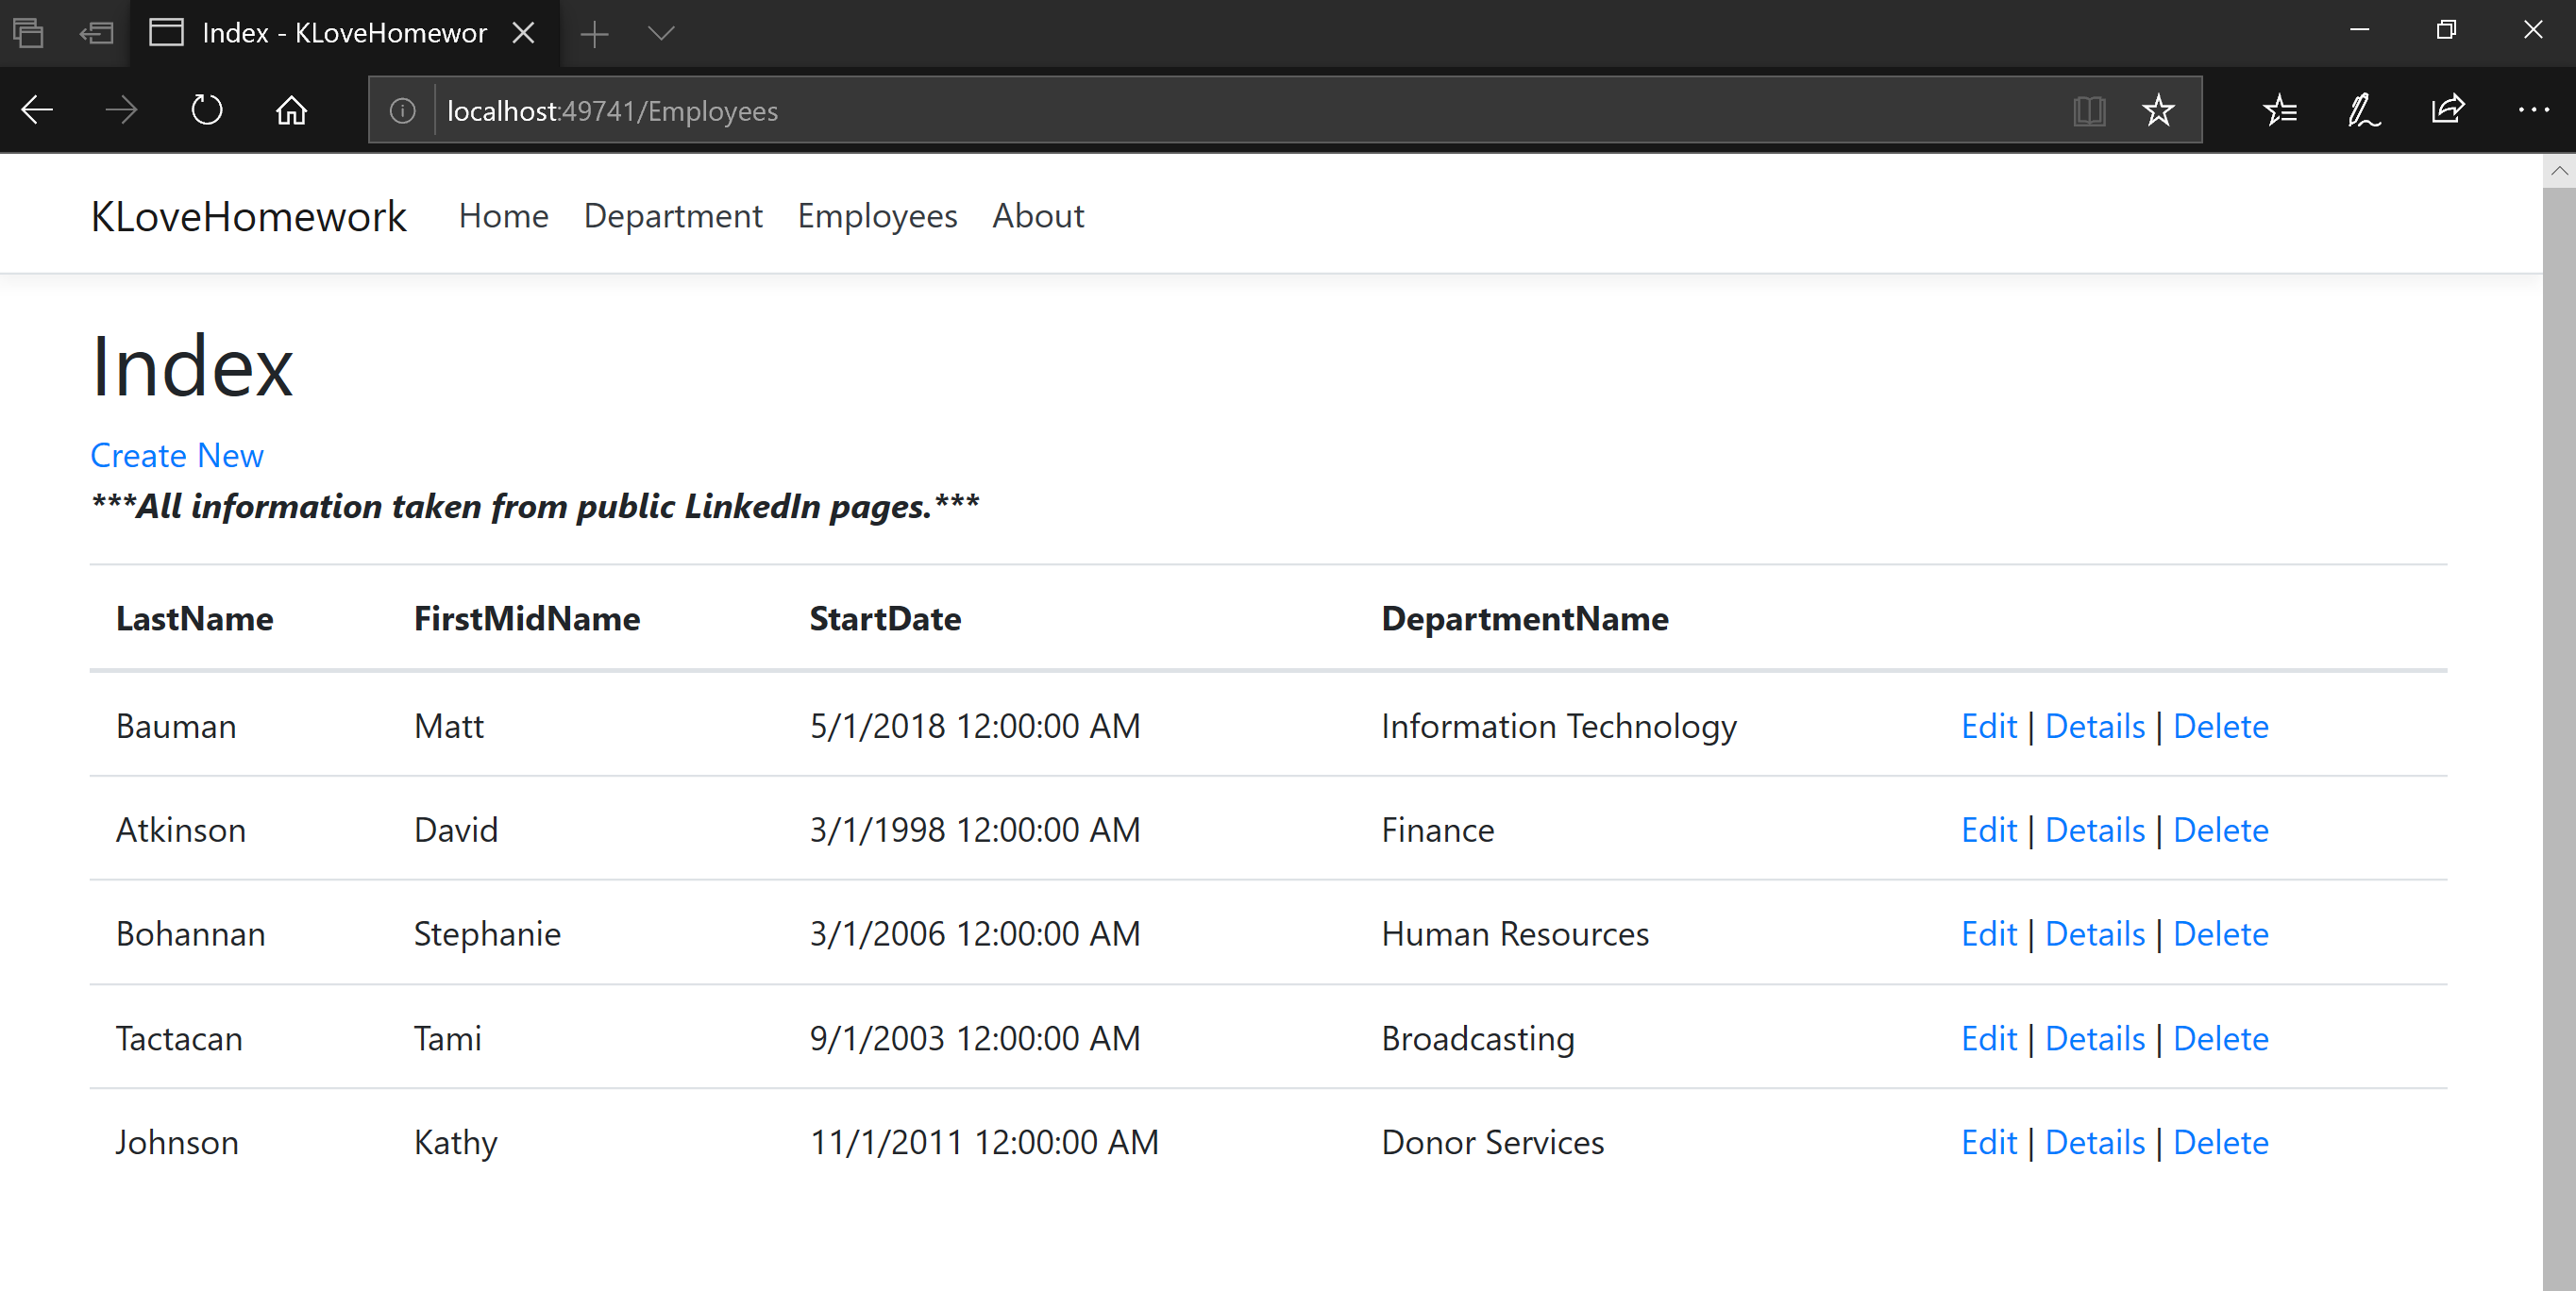 Index - KLoveHomewor
localhost:49741/Employees
KLoveHomework Home Department Employees About
Index
Create New
***All information taken from public LinkedIn pages.***
LastName FirstMidName StartDate DepartmentName
Bauman Matt 5/1/2018 12:00:00 AM Information Technology Edit | Details | Delete
Atkinson David 3/1/1998 12:00:00 AM Finance Edit | Details | Delete
Bohannan Stephanie 3/1/2006 12:00:00 AM Human Resources Edit | Details | Delete
Tactacan Tami 9/1/2003 12:00:00 AM Broadcasting Edit | Details | Delete
Johnson Kathy 11/1/2011 12:00:00 AM Donor Services Edit | Details | Delete